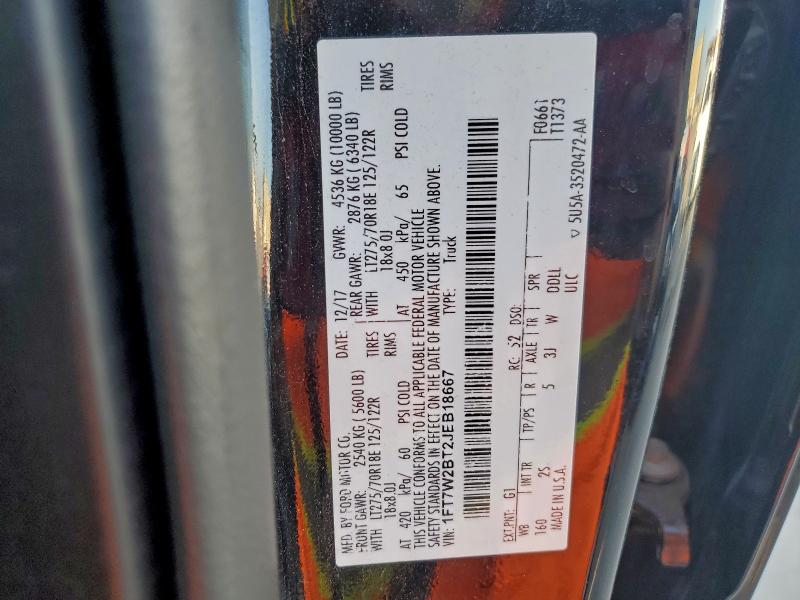 MFD. BY FORD MOTOR CO.
DATE: 12/17 GVWR: 4536 KG (10000 LB)
FRONT GAWR: 2540 KG (5600 LB) REAR GAWR: 2876 KG (6340 LB)
WITH LT275/70R18E 125/122R TIRES WITH LT275/70R18E 125/122R TIRES
18x8.0J RIMS 18x8.0J RIMS
AT 420 kPa/ 60 PSI COLD AT 450 kPa/ 65 PSI COLD
THIS VEHICLE CONFORMS TO ALL APPLICABLE FEDERAL MOTOR VEHICLE
SAFETY STANDARDS IN EFFECT ON THE DATE OF MANUFACTURE SHOWN ABOVE.
VIN: 1FT7W2BT2JEB18667 TYPE: Truck
EXT.PNT: G1 RC: 52 DSO: F0661
WB INT TR TP/PS R AXLE TR SPR T1373
160 2S 5 3J W DDLL
MADE IN U.S.A. ULC
5U5A-3520472-AA